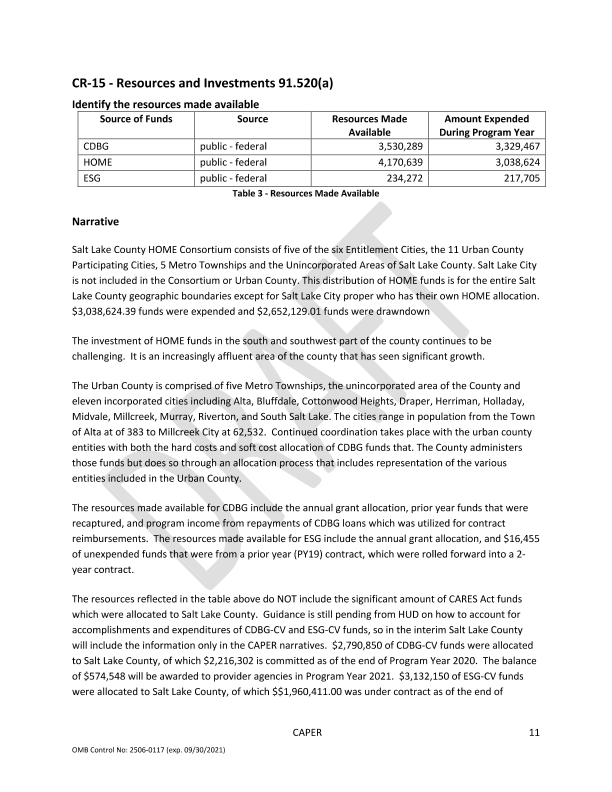 CR-15 - Resources and Investments 91.520(a)
Identify the resources made available
Source of Funds Source Resources Made Available Amount Expended During Program Year
CDBG public - federal 3,530,289 3,329,467
HOME public - federal 4,170,639 3,038,624
ESG public - federal 234,272 217,705
Table 3 - Resources Made Available
Narrative
Salt Lake County HOME Consortium consists of five of the six Entitlement Cities, the 11 Urban County
Participating Cities, 5 Metro Townships and the Unincorporated Areas of Salt Lake County. Salt Lake City
is not included in the Consortium or Urban County. This distribution of HOME funds is for the entire Salt
Lake County geographic boundaries except for Salt Lake City proper who has their own HOME allocation.
$3,038,624.39 funds were expended and $2,652,129.01 funds were drawndown
The investment of HOME funds in the south and southwest part of the county continues to be
challenging. It is an increasingly affluent area of the county that has seen significant growth.
The Urban County is comprised of five Metro Townships, the unincorporated area of the County and
eleven incorporated cities including Alta, Bluffdale, Cottonwood Heights, Draper, Herriman, Holladay,
Midvale, Millcreek, Murray, Riverton, and South Salt Lake. The cities range in population from the Town
of Alta at of 383 to Millcreek City at 62,532. Continued coordination takes place with the urban county
entities with both the hard costs and soft cost allocation of CDBG funds that. The County administers
those funds but does so through an allocation process that includes representation of the various
entities included in the Urban County.
The resources made available for CDBG include the annual grant allocation, prior year funds that were
recaptured, and program income from repayments of CDBG loans which was utilized for contract
reimbursements. The resources made available for ESG include the annual grant allocation, and $16,455
of unexpended funds that were from a prior year (PY19) contract, which were rolled forward into a 2-
year contract.
The resources reflected in the table above do NOT include the significant amount of CARES Act funds
which were allocated to Salt Lake County. Guidance is still pending from HUD on how to account for
accomplishments and expenditures of CDBG-CV and ESG-CV funds, so in the interim Salt Lake County
will include the information only in the CAPER narratives. $2,790,850 of CDBG-CV funds were allocated
to Salt Lake County, of which $2,216,302 is committed as of the end of Program Year 2020. The balance
of $574,548 will be awarded to provider agencies in Program Year 2021. $3,132,150 of ESG-CV funds
were allocated to Salt Lake County, of which $$1,960,411.00 was under contract as of the end of
CAPER 11
OMB Control No: 2506-0117 (exp. 09/30/2021)
DRAFT